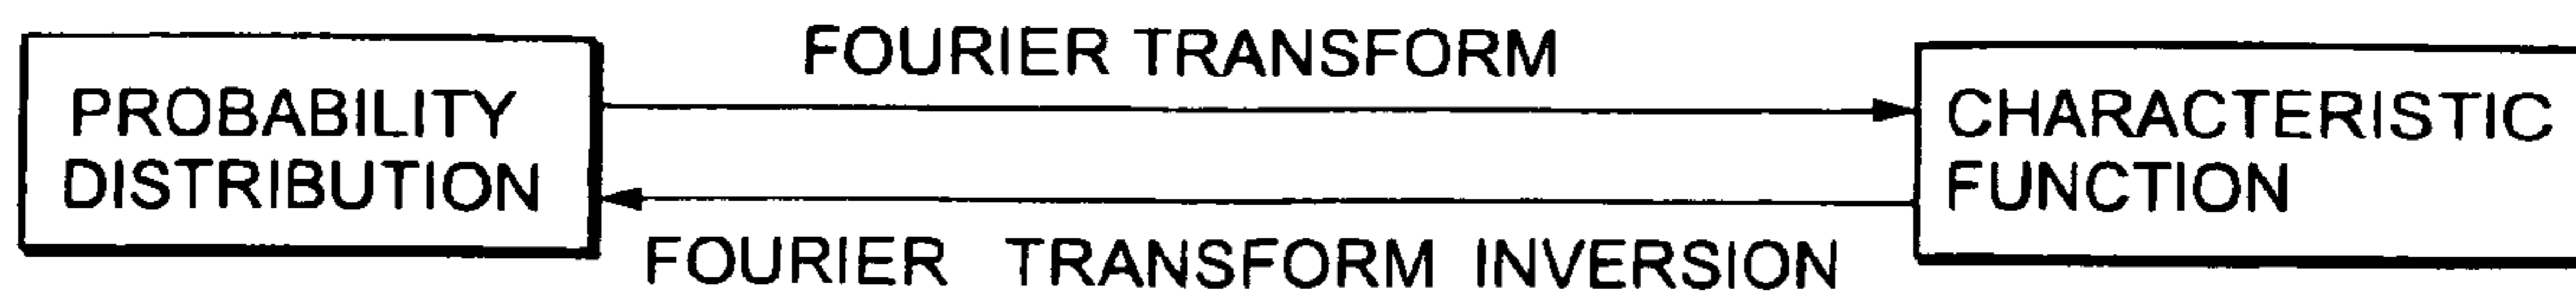 FOURIER TRANSFORM
PROBABILITY
DISTRIBUTION
CHARACTERISTIC
FUNCTION
FOURIER TRANSFORM INVERSION